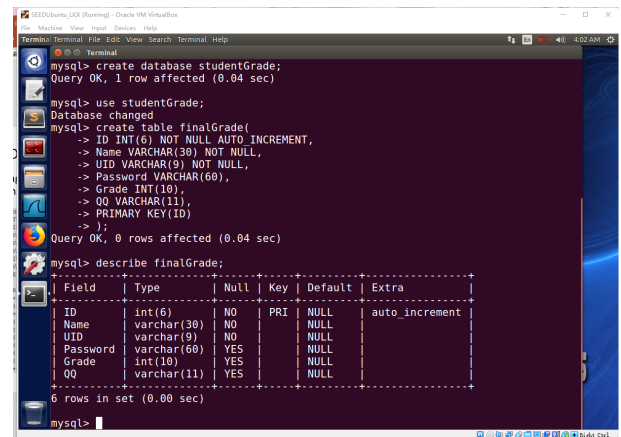 SEEDUbuntu_LKX [Running] - Oracle VM VirtualBox
File Machine View Input Devices Help
Terminal Terminal File Edit View Search Terminal Help En 4:02 AM
Terminal
mysql> create database studentGrade;
Query OK, 1 row affected (0.04 sec)
mysql> use studentGrade;
Database changed
mysql> create table finalGrade(
-> ID INT(6) NOT NULL AUTO_INCREMENT,
-> Name VARCHAR(30) NOT NULL,
-> UID VARCHAR(9) NOT NULL,
-> Password VARCHAR(60),
-> Grade INT(10),
-> QQ VARCHAR(11),
-> PRIMARY KEY(ID)
-> );
Query OK, 0 rows affected (0.04 sec)
mysql> describe finalGrade;
+----------+-------------+------+-----+---------+----------------+
| Field | Type | Null | Key | Default | Extra |
+----------+-------------+------+-----+---------+----------------+
| ID | int(6) | NO | PRI | NULL | auto_increment |
| Name | varchar(30) | NO | | NULL | |
| UID | varchar(9) | NO | | NULL | |
| Password | varchar(60) | YES | | NULL | |
| Grade | int(10) | YES | | NULL | |
| QQ | varchar(11) | YES | | NULL | |
+----------+-------------+------+-----+---------+----------------+
6 rows in set (0.00 sec)
mysql>
Right Ctrl